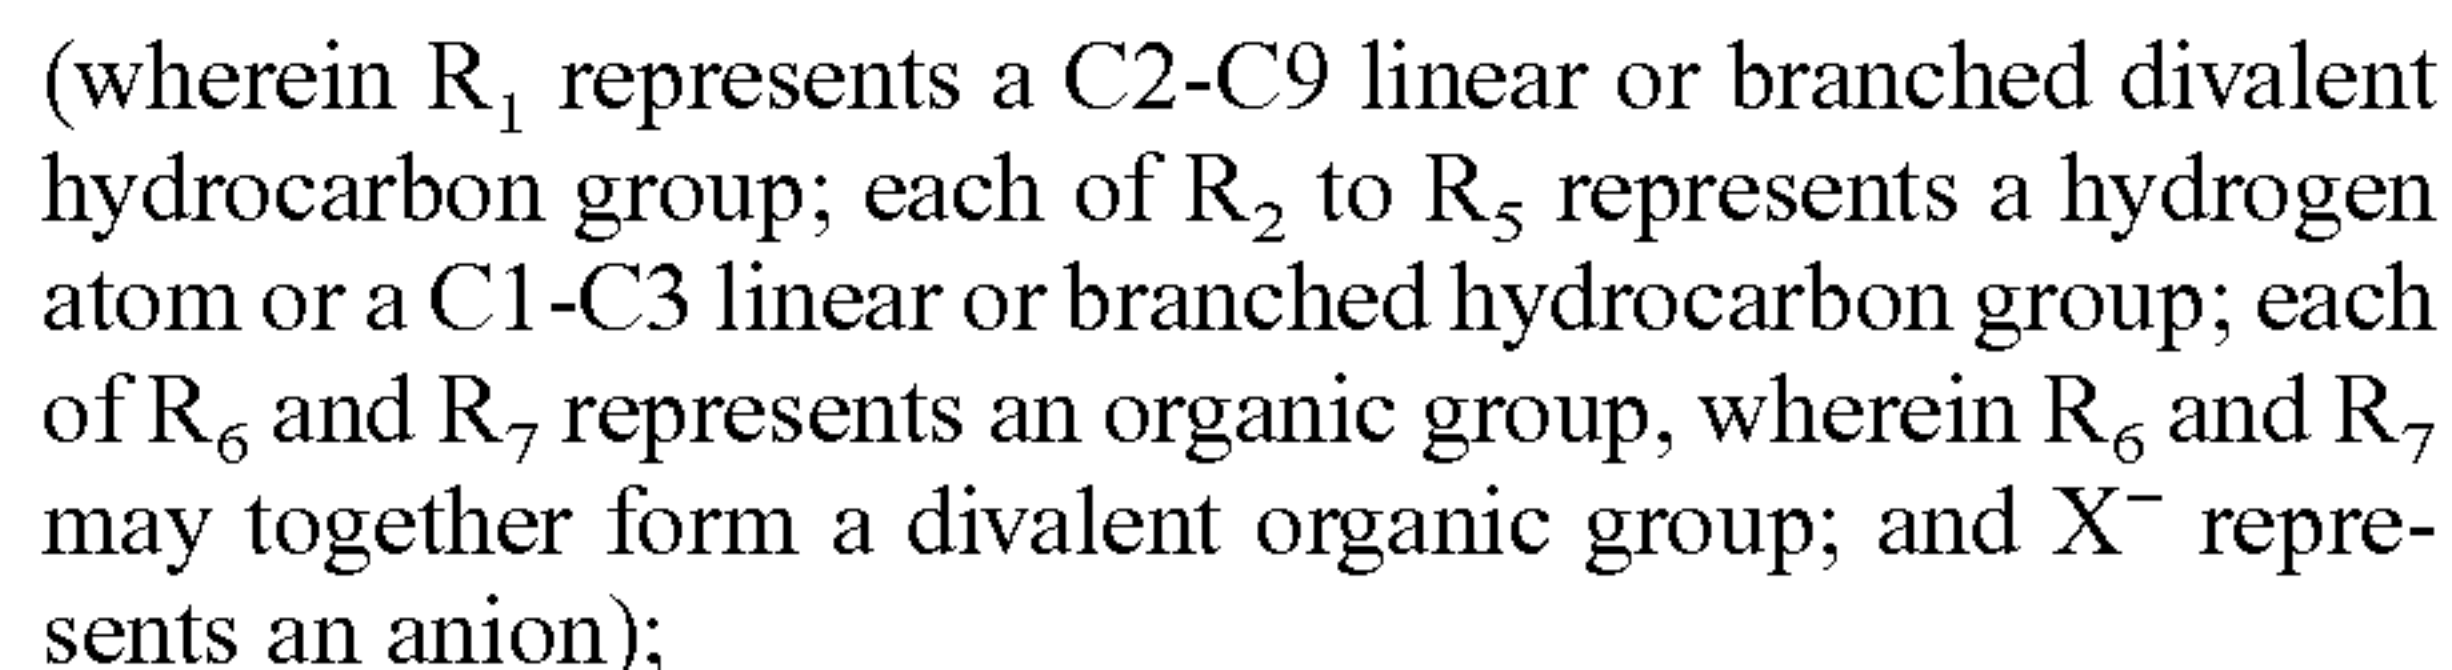 (wherein R₁ represents a C2-C9 linear or branched divalent
hydrocarbon group; each of R₂ to R₅ represents a hydrogen
atom or a C1-C3 linear or branched hydrocarbon group; each
of R₆ and R₇ represents an organic group, wherein R₆ and R₇
may together form a divalent organic group; and X⁻ repre-
sents an anion);